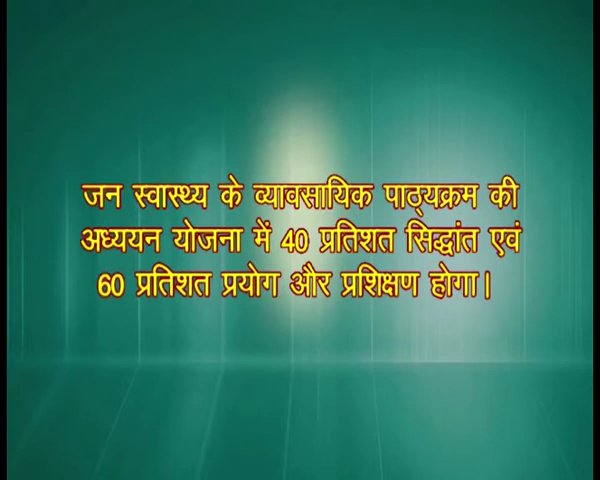 जन स्वास्थ्य के व्यावसायिक पाठ्यक्रम की
अध्ययन योजना में 40 प्रतिशत सिद्धांत एवं
60 प्रतिशत प्रयोग और प्रशिक्षण होगा।